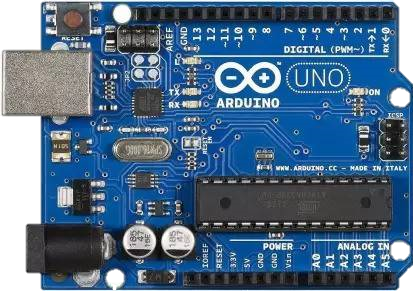 RESET
AREF
GND
13
12
~11
~10
~9
8
7
~6
~5
4
~3
2
TX→1
RX←0
DIGITAL (PWM~)
L
TX
RX
ARDUINO
UNO
ON
ICSP
WWW.ARDUINO.CC - MADE IN ITALY
RESET
IOREF
RESET
3.3V
5V
GND
GND
Vin
POWER
ANALOG IN
A0
A1
A2
A3
A4
A5